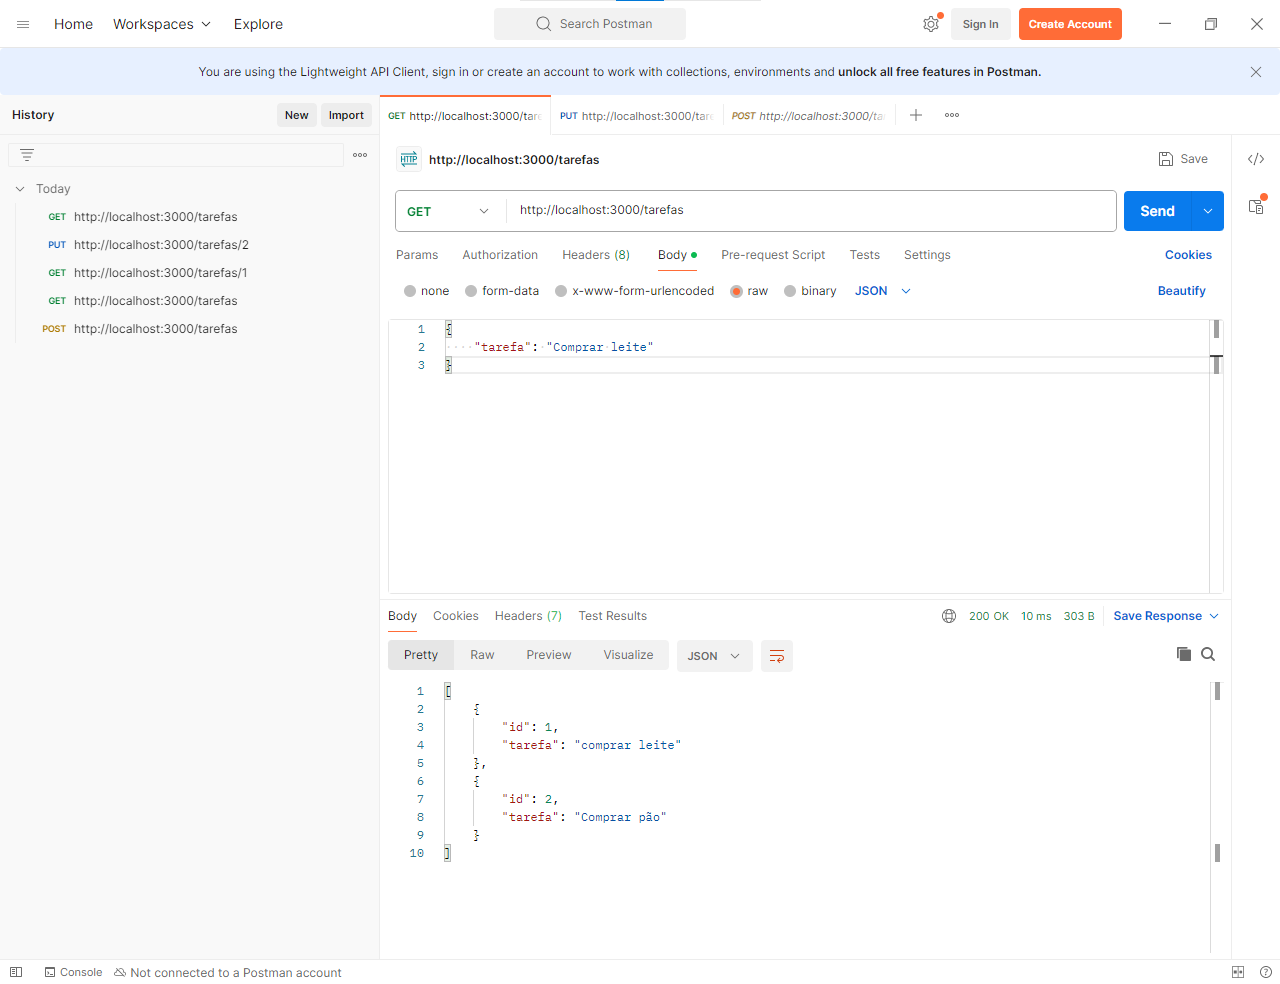 Home Workspaces Explore Search Postman Sign In Create Account
You are using the Lightweight API Client, sign in or create an account to work with collections, environments and unlock all free features in Postman.
History New Import
GET http://localhost:3000/tare PUT http://localhost:3000/tar POST http://localhost:3000/ta
HTTP http://localhost:3000/tarefas Save
Today
GET http://localhost:3000/tarefas
PUT http://localhost:3000/tarefas/2
GET http://localhost:3000/tarefas/1
GET http://localhost:3000/tarefas
POST http://localhost:3000/tarefas
GET http://localhost:3000/tarefas Send
Params Authorization Headers (8) Body Pre-request Script Tests Settings Cookies
none form-data x-www-form-urlencoded raw binary JSON Beautify
1 {
2 "tarefa": "Comprar leite"
3 }
Body Cookies Headers (7) Test Results 200 OK 10 ms 303 B Save Response
Pretty Raw Preview Visualize JSON
1 [
2 {
3 "id": 1,
4 "tarefa": "comprar leite"
5 },
6 {
7 "id": 2,
8 "tarefa": "Comprar pão"
9 }
10 ]
Console Not connected to a Postman account